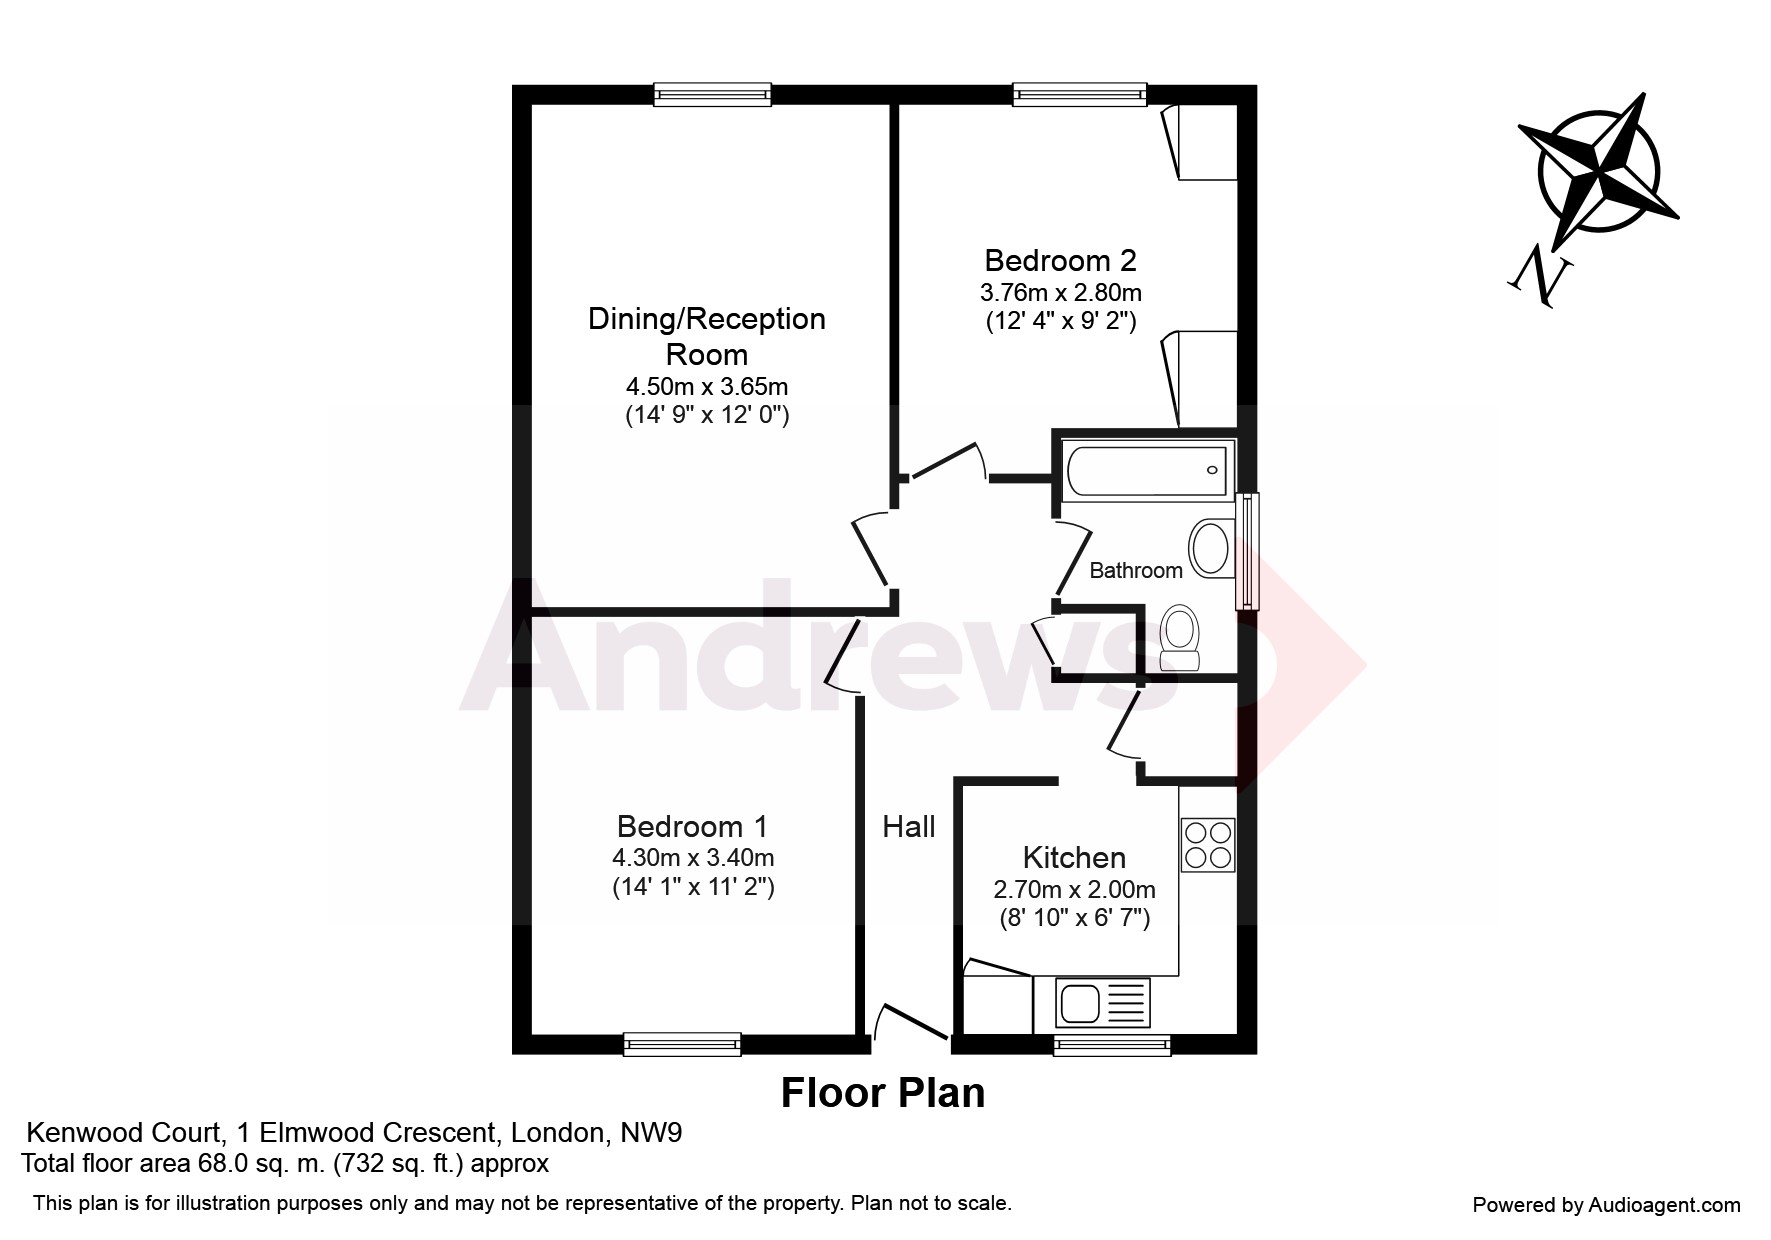 Dining/Reception
Room
4.50m x 3.65m
(14' 9" x 12' 0")
Bedroom 2
3.76m x 2.80m
(12' 4" x 9' 2")
N
Bathroom
Andrews
Bedroom 1
4.30m x 3.40m
(14' 1" x 11' 2")
Hall
Kitchen
2.70m x 2.00m
(8' 10" x 6' 7")
Floor Plan
Kenwood Court, 1 Elmwood Crescent, London, NW9
Total floor area 68.0 sq. m. (732 sq. ft.) approx
This plan is for illustration purposes only and may not be representative of the property. Plan not to scale.
Powered by Audioagent.com